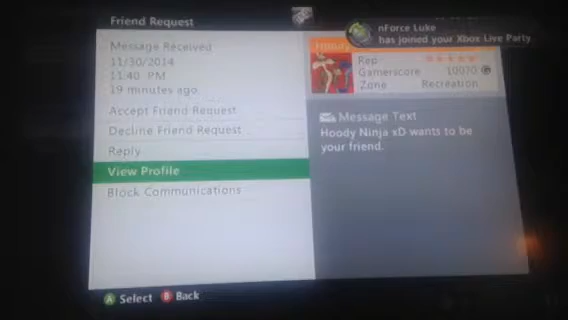 Friend Request
nForce Luke
has joined your Xbox Live Party
Message Received
11/30/2014
11:40 PM
19 minutes ago
Accept Friend Request
Decline Friend Request
Reply
View Profile
Block Communications
Rep
Gamerscore 10070 G
Zone Recreation
Message Text
Hoody Ninja xD wants to be
your friend.
A Select B Back